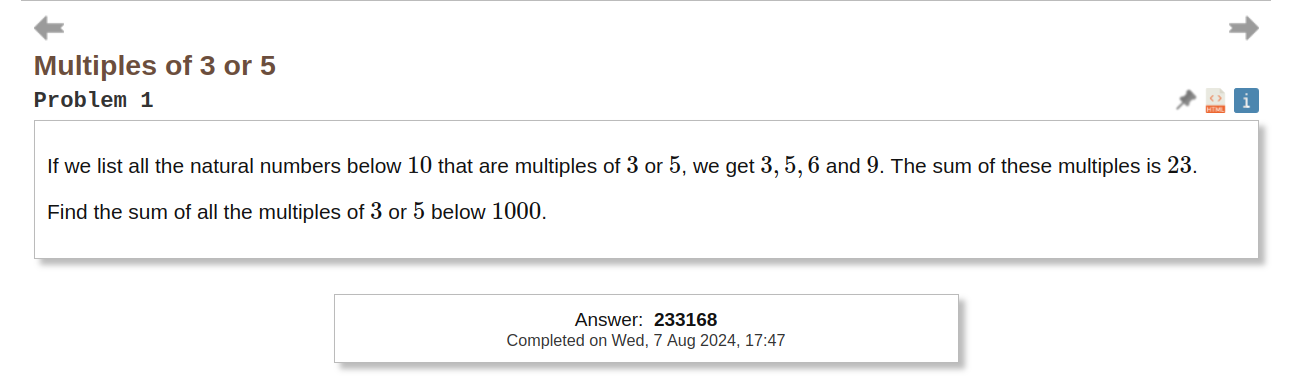 Multiples of 3 or 5
Problem 1
HTML
i
If we list all the natural numbers below 10 that are multiples of 3 or 5, we get 3, 5, 6 and 9. The sum of these multiples is 23.
Find the sum of all the multiples of 3 or 5 below 1000.
Answer: 233168
Completed on Wed, 7 Aug 2024, 17:47